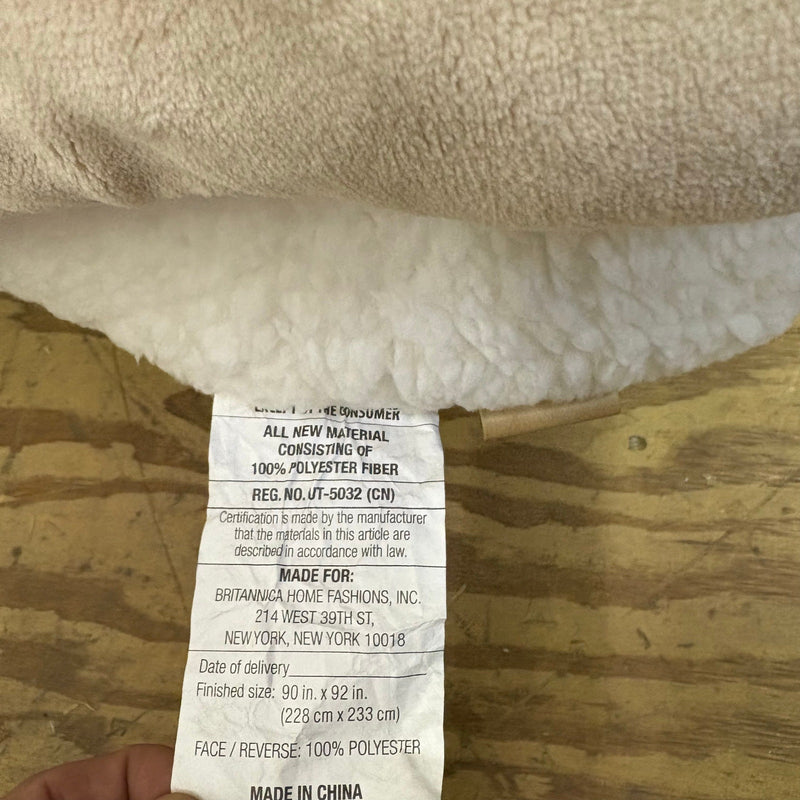 THE CONSUMER
ALL NEW MATERIAL
CONSISTING OF
100% POLYESTER FIBER
REG. NO. UT-5032 (CN)
Certification is made by the manufacturer
that the materials in this article are
described in accordance with law.
MADE FOR:
BRITANNICA HOME FASHIONS, INC.
214 WEST 39TH ST,
NEW YORK, NEW YORK 10018
Date of delivery
Finished size: 90 in. x 92 in.
(228 cm x 233 cm)
FACE / REVERSE: 100% POLYESTER
MADE IN CHINA